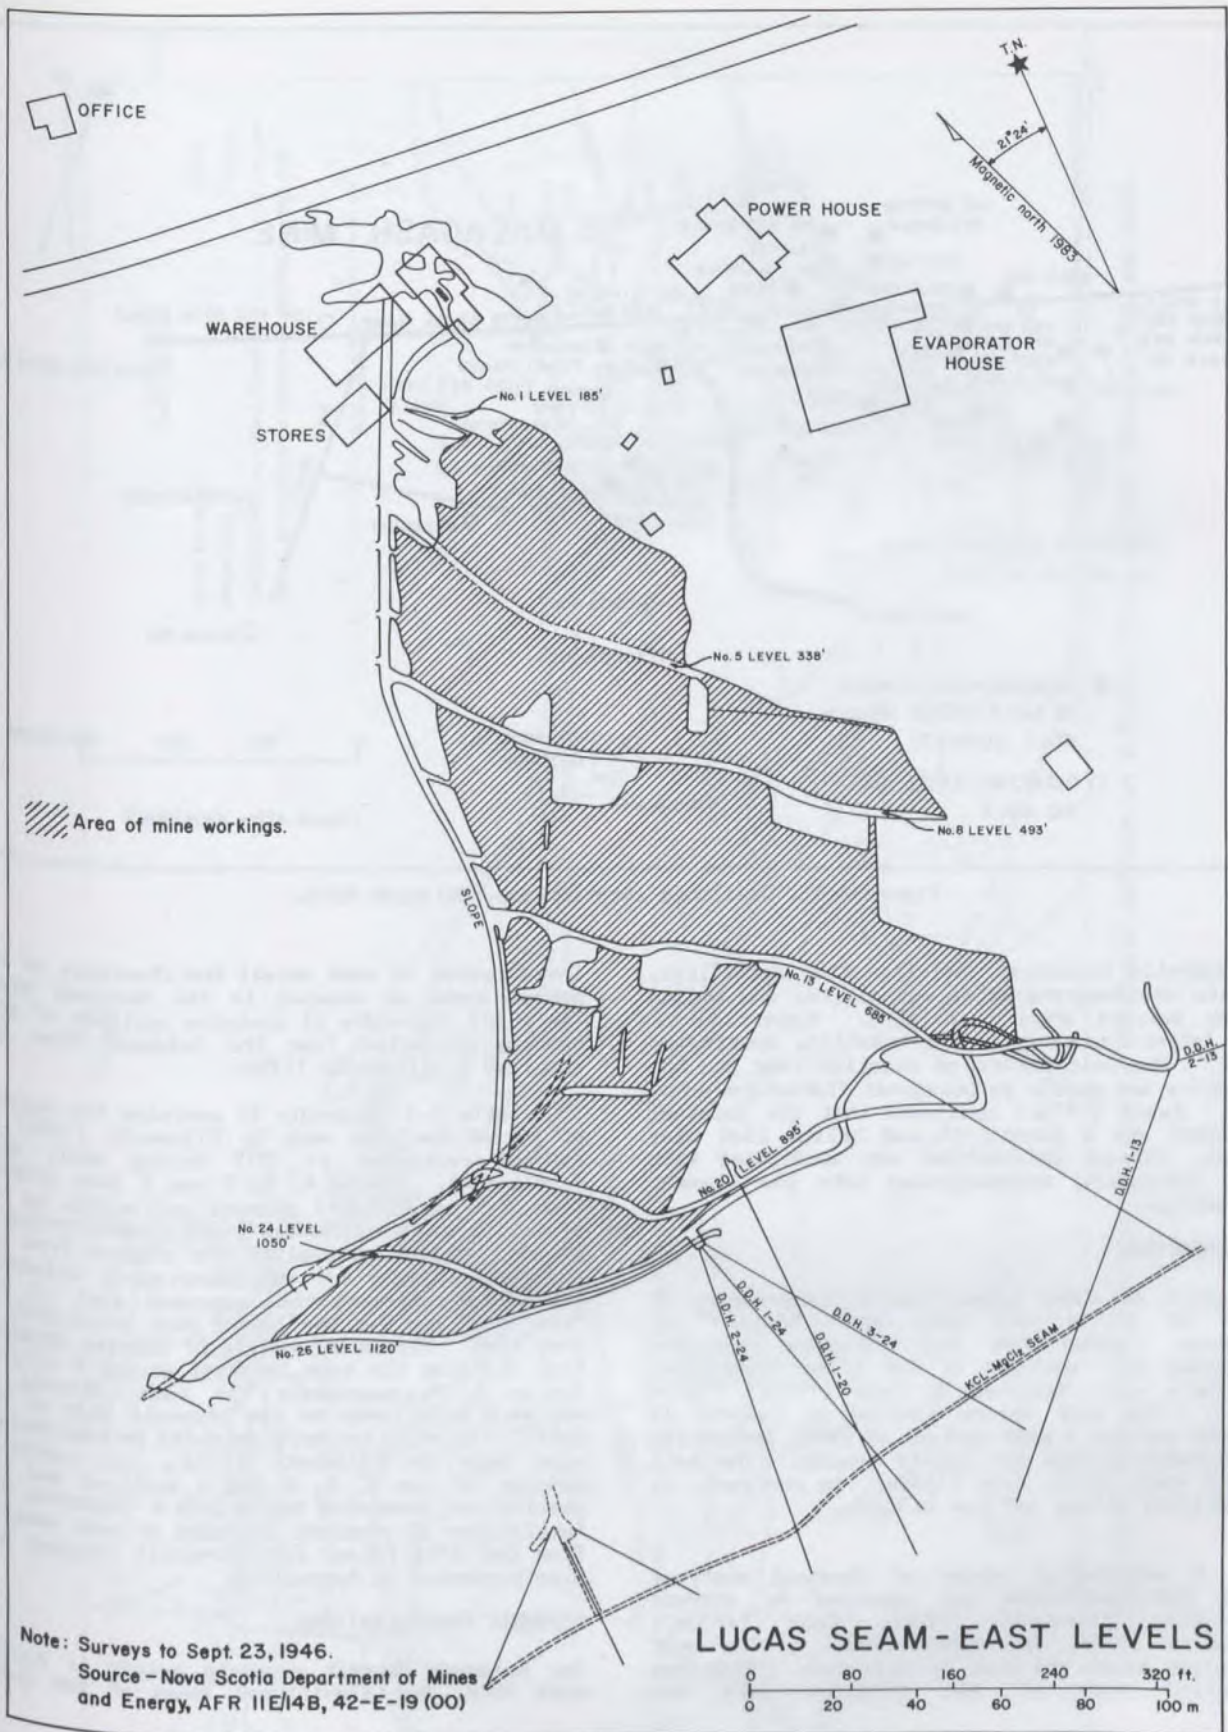 T.N.
OFFICE
21°24'
Magnetic north 1983
POWER HOUSE
WAREHOUSE
EVAPORATOR
HOUSE
No. 1 LEVEL 185'
STORES
No. 5 LEVEL 338'
Area of mine workings.
No. 8 LEVEL 493'
SLOPE
No. 13 LEVEL 685'
D.D.H.
2-13
D.D.H. 1-13
No. 20 LEVEL 895'
No. 24 LEVEL
1050'
D.D.H. 2-24
D.D.H. 1-24
D.D.H. 1-20
D.D.H. 3-24
KCL-MgCl₂ SEAM
No. 26 LEVEL 1120'
Note: Surveys to Sept. 23, 1946.
Source - Nova Scotia Department of Mines
and Energy, AFR 11E/14B, 42-E-19 (00)
LUCAS SEAM - EAST LEVELS
0 80 160 240 320 ft.
0 20 40 60 80 100 m